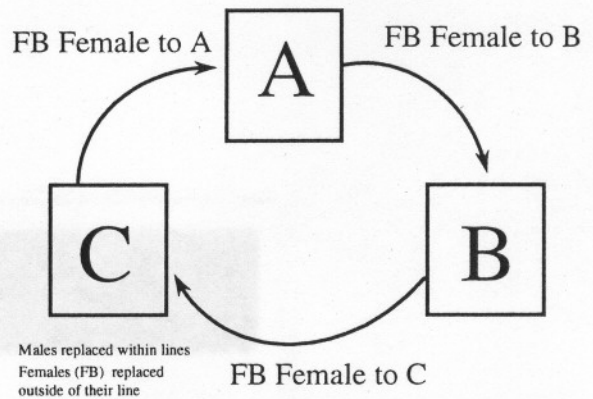 FB Female to A
A
FB Female to B
C
B
Males replaced within lines
Females (FB) replaced
outside of their line
FB Female to C